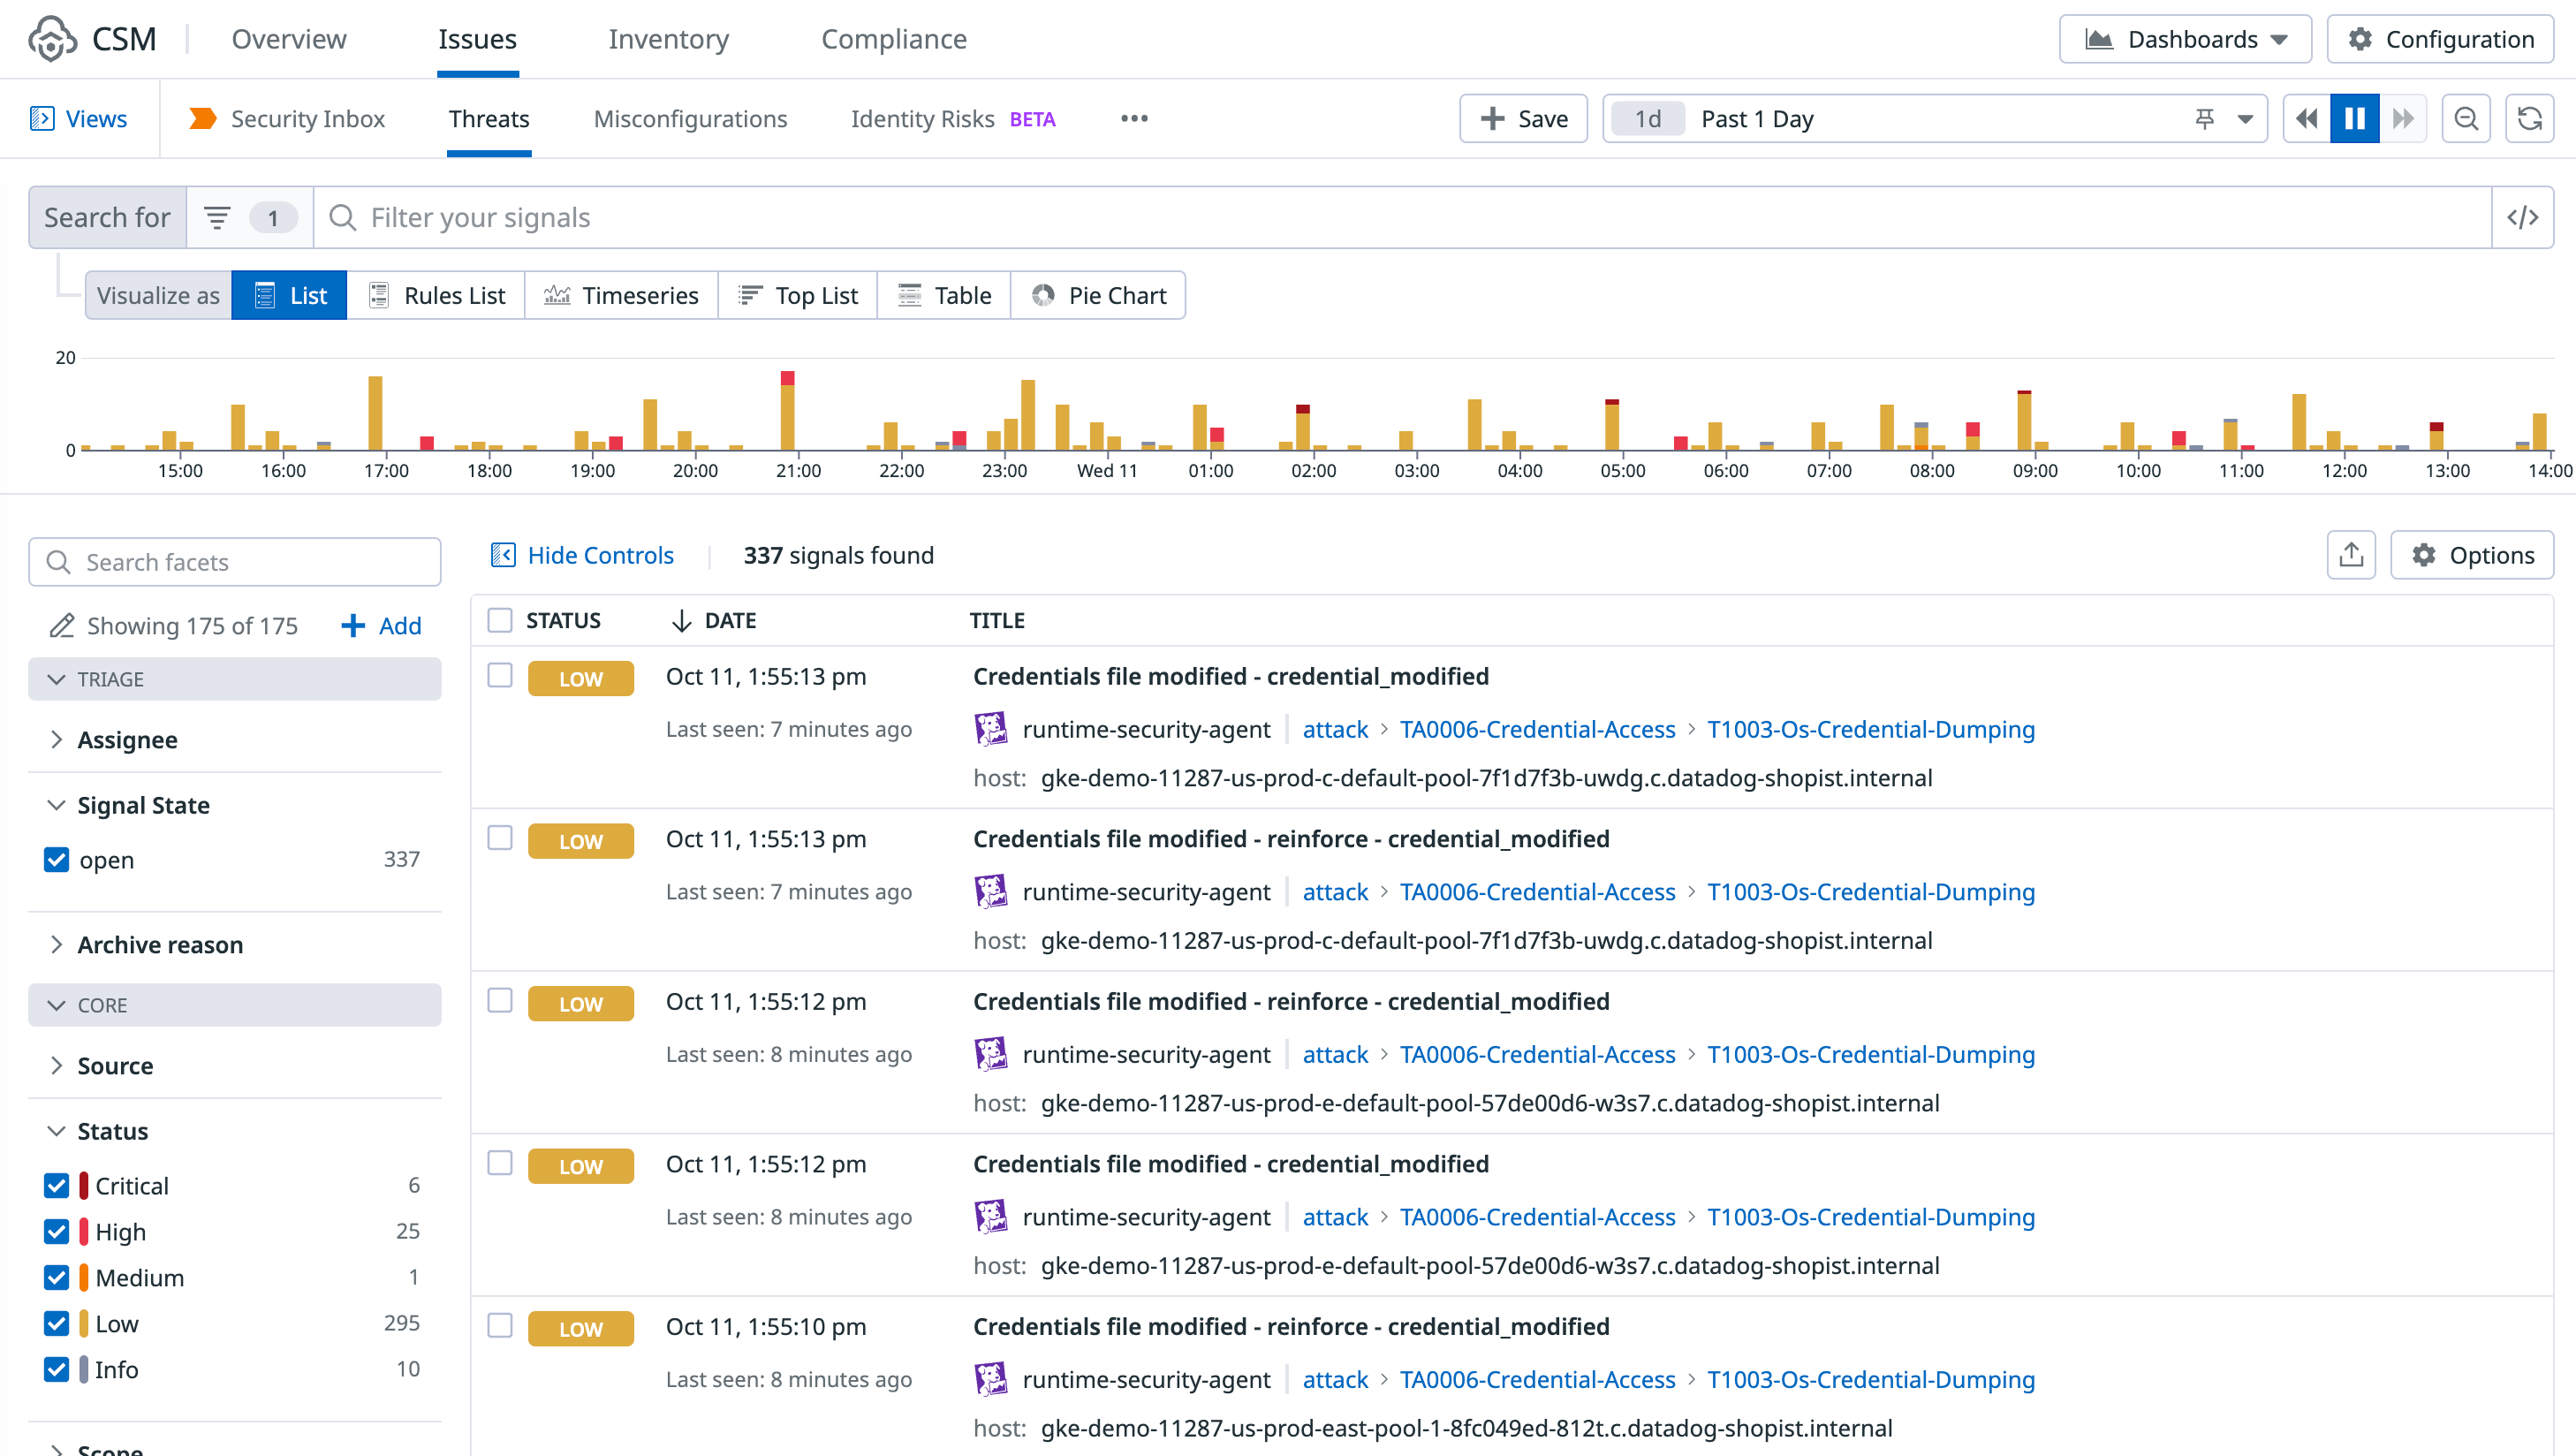 CSM Overview Issues Inventory Compliance Dashboards Configuration
Views Security Inbox Threats Misconfigurations Identity Risks BETA ••• Save 1d Past 1 Day
Search for 1 Filter your signals </>
Visualize as List Rules List Timeseries Top List Table Pie Chart
20
0
15:00 16:00 17:00 18:00 19:00 20:00 21:00 22:00 23:00 Wed 11 01:00 02:00 03:00 04:00 05:00 06:00 07:00 08:00 09:00 10:00 11:00 12:00 13:00 14:00
Search facets
Showing 175 of 175 Add
TRIAGE
Assignee
Signal State
open 337
Archive reason
CORE
Source
Status
Critical 6
High 25
Medium 1
Low 295
Info 10
Scope
Hide Controls 337 signals found Options
STATUS DATE TITLE
LOW Oct 11, 1:55:13 pm Credentials file modified - credential_modified
Last seen: 7 minutes ago runtime-security-agent attack > TA0006-Credential-Access > T1003-Os-Credential-Dumping
host: gke-demo-11287-us-prod-c-default-pool-7f1d7f3b-uwdg.c.datadog-shopist.internal
LOW Oct 11, 1:55:13 pm Credentials file modified - reinforce - credential_modified
Last seen: 7 minutes ago runtime-security-agent attack > TA0006-Credential-Access > T1003-Os-Credential-Dumping
host: gke-demo-11287-us-prod-c-default-pool-7f1d7f3b-uwdg.c.datadog-shopist.internal
LOW Oct 11, 1:55:12 pm Credentials file modified - reinforce - credential_modified
Last seen: 8 minutes ago runtime-security-agent attack > TA0006-Credential-Access > T1003-Os-Credential-Dumping
host: gke-demo-11287-us-prod-e-default-pool-57de00d6-w3s7.c.datadog-shopist.internal
LOW Oct 11, 1:55:12 pm Credentials file modified - credential_modified
Last seen: 8 minutes ago runtime-security-agent attack > TA0006-Credential-Access > T1003-Os-Credential-Dumping
host: gke-demo-11287-us-prod-e-default-pool-57de00d6-w3s7.c.datadog-shopist.internal
LOW Oct 11, 1:55:10 pm Credentials file modified - reinforce - credential_modified
Last seen: 8 minutes ago runtime-security-agent attack > TA0006-Credential-Access > T1003-Os-Credential-Dumping
host: gke-demo-11287-us-prod-east-pool-1-8fc049ed-812t.c.datadog-shopist.internal